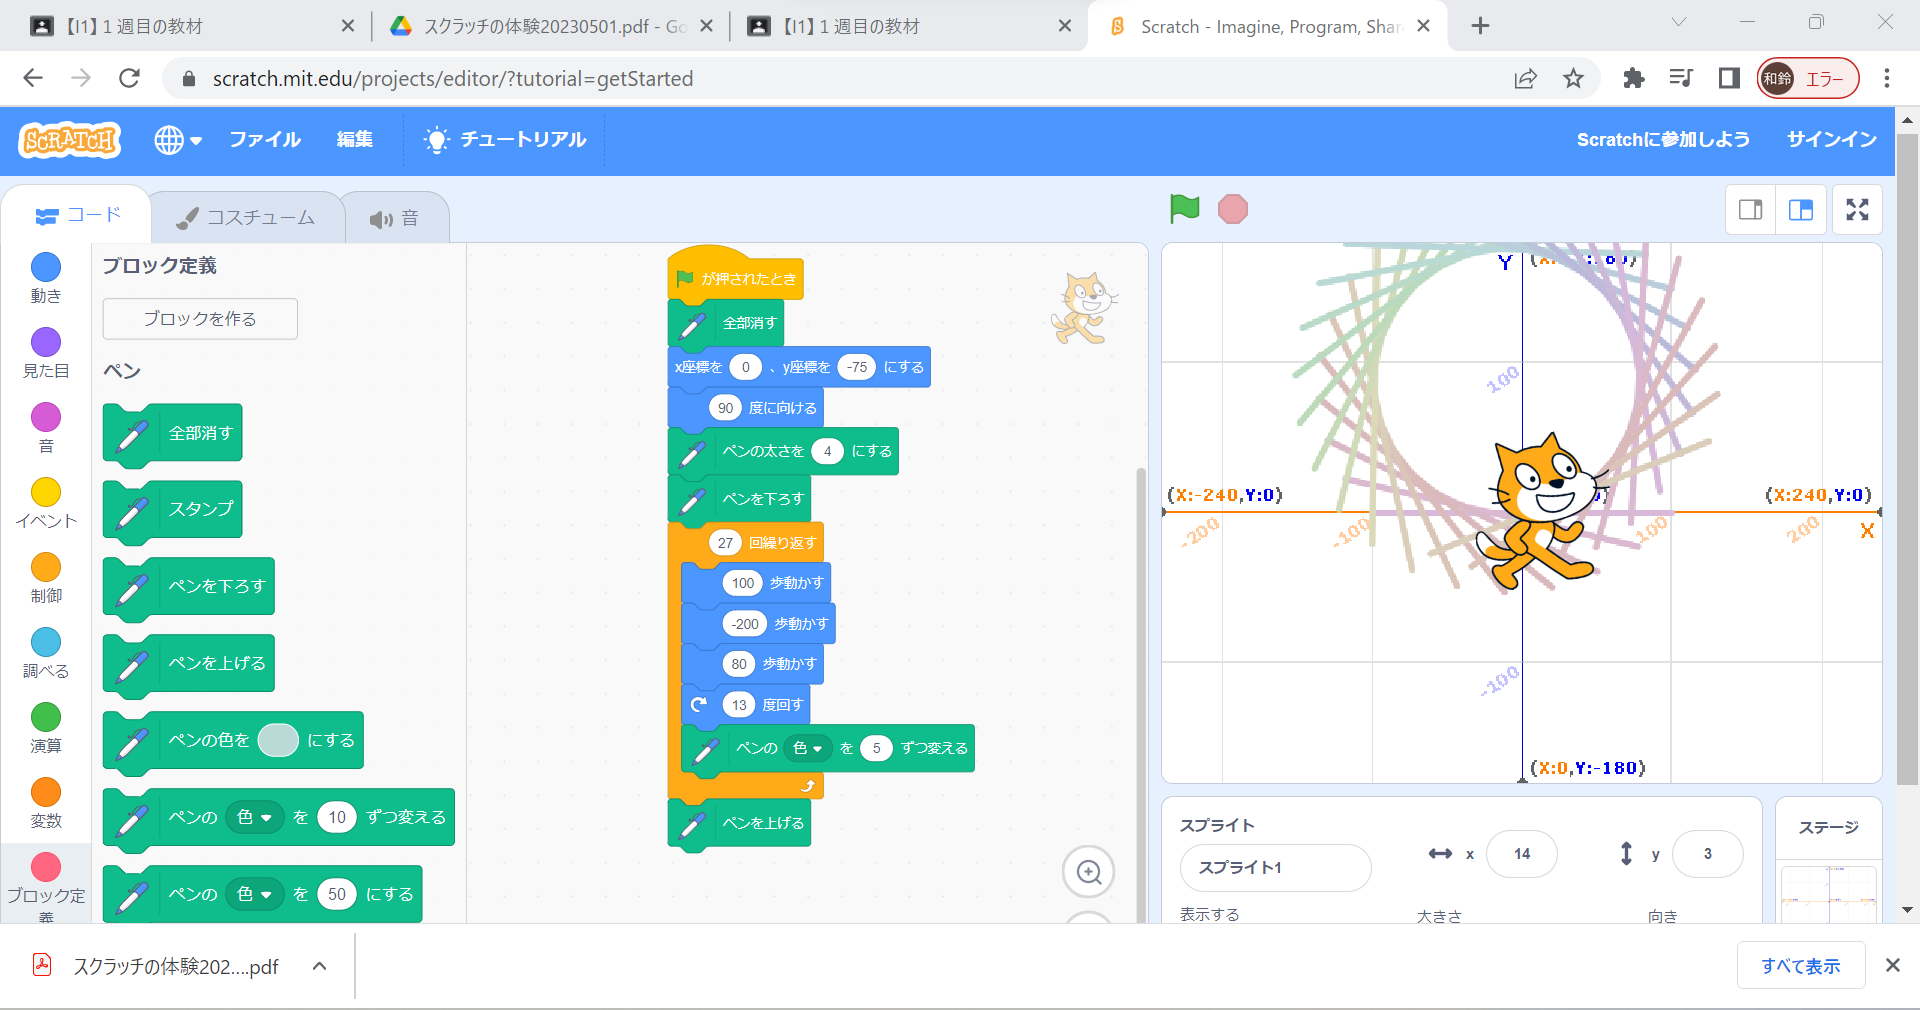 【I1】1 週目の教材
スクラッチの体験20230501.pdf - Go
【I1】1 週目の教材
Scratch - Imagine, Program, Shar
scratch.mit.edu/projects/editor/?tutorial=getStarted
和鈴 エラー
SCRATCH
ファイル 編集 チュートリアル Scratchに参加しよう サインイン
コード コスチューム 音
動き
見た目
音
イベント
制御
調べる
演算
変数
ブロック定
義
ブロック定義
ブロックを作る
ペン
全部消す
スタンプ
ペンを下ろす
ペンを上げる
ペンの色を にする
ペンの 色 を 10 ずつ変える
ペンの 色 を 50 にする
が押されたとき
全部消す
x座標を 0 、y座標を -75 にする
90 度に向ける
ペンの太さを 4 にする
ペンを下ろす
27 回繰り返す
100 歩動かす
-200 歩動かす
80 歩動かす
13 度回す
ペンの 色 を 5 ずつ変える
ペンを上げる
Y
100
(X:-240,Y:0)
(X:240,Y:0)
-200 -100 100 200 X
-100
(X:0,Y:-180)
スプライト
スプライト1
x 14 y 3
表示する 大きさ 向き
ステージ
スクラッチの体験202....pdf
すべて表示